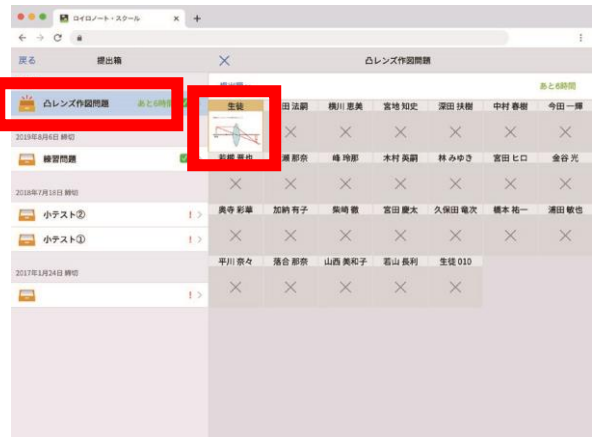 ロイロノート・スクール
戻る 提出箱
凸レンズ作図問題
あと6時間
凸レンズ作図問題 あと6時間
2019年8月6日 締切
練習問題
2018年7月18日 締切
小テスト② !
小テスト① !
2017年1月24日 締切
!
生徒 田 法嗣 横川 恵美 宮地 知史 深田 扶樹 中村 春樹 今田 一輝
瀬 那奈 峰 玲那 木村 英嗣 林 みゆき 宮田 ヒロ 金谷 光
奥寺 彩華 加納 有子 柴崎 徹 宮田 慶太 久保田 竜次 橋本 祐一 浦田 敏也
平川 奈々 落合 那奈 山西 美和子 若山 長利 生徒 010